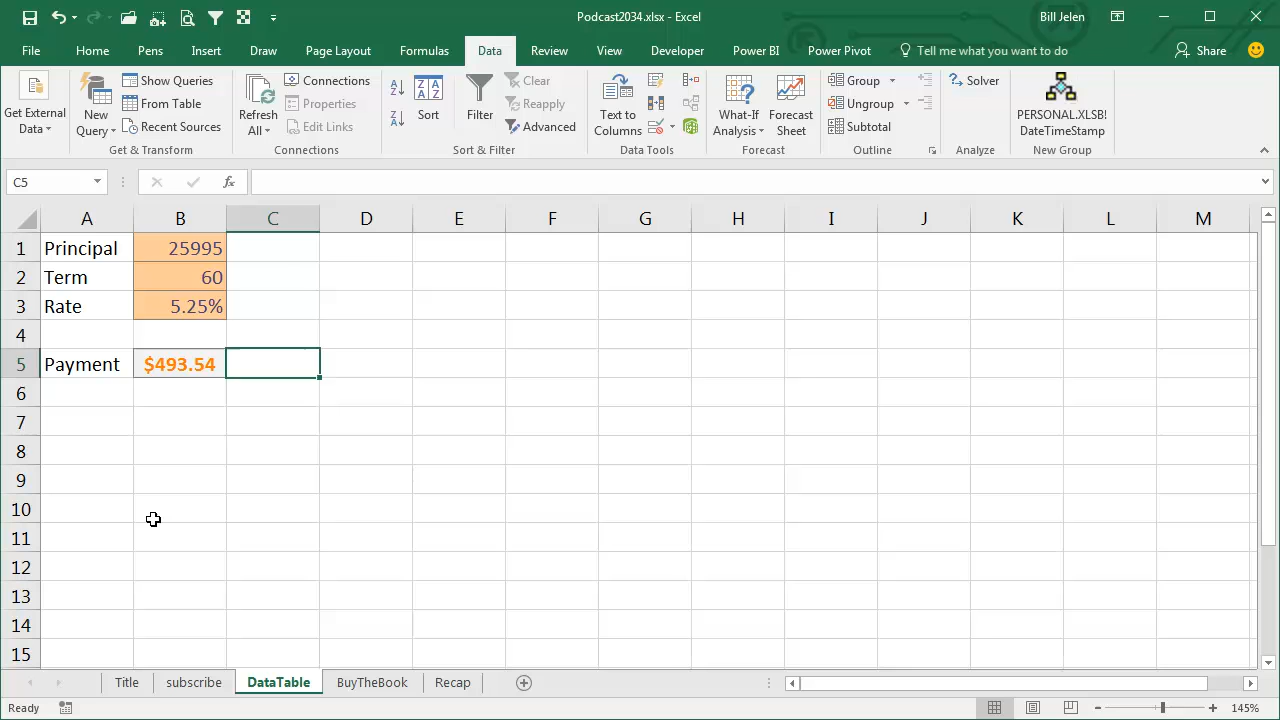 Podcast2034.xlsx - Excel
Bill Jelen
File Home Pens Insert Draw Page Layout Formulas Data Review View Developer Power BI Power Pivot Tell me what you want to do Share
Get External Data
New Query
Show Queries
From Table
Recent Sources
Get & Transform
Refresh All
Connections
Properties
Edit Links
Connections
Sort
Filter
Clear
Reapply
Advanced
Sort & Filter
Text to Columns
Data Tools
What-If Analysis
Forecast Sheet
Forecast
Group
Ungroup
Subtotal
Outline
Solver
Analyze
PERSONAL.XLSB!
DateTimeStamp
New Group
C5
fx
A B C D E F G H I J K L M
1 Principal 25995
2 Term 60
3 Rate 5.25%
4
5 Payment $493.54
6
7
8
9
10
11
12
13
14
15
Title subscribe DataTable BuyTheBook Recap
Ready 145%